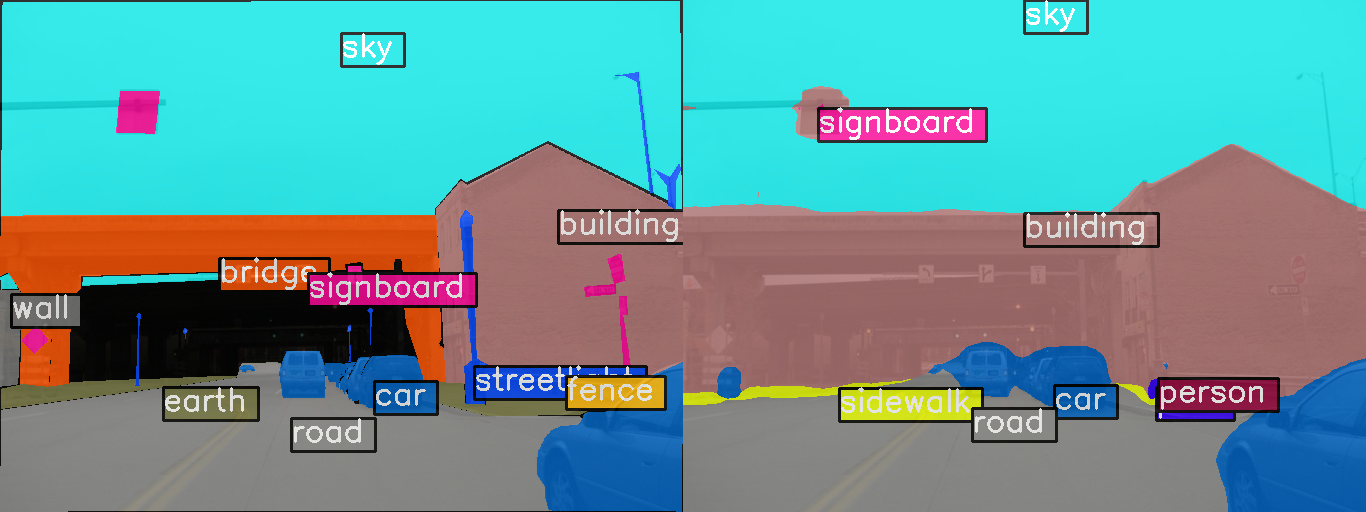 sky
building
bridge
signboard
wall
streetlight
fence
car
earth
road
sky
signboard
building
sidewalk
car
person
road